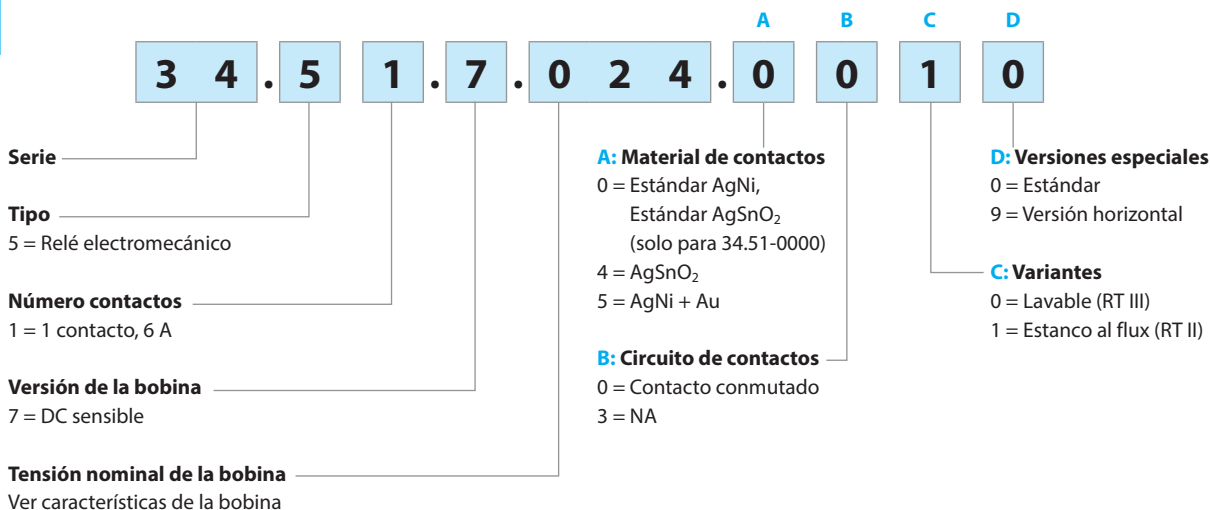 A B C D
3 4 . 5 1 . 7 . 0 2 4 . 0 0 1 0
Serie
Tipo
5 = Relé electromecánico
Número contactos
1 = 1 contacto, 6 A
Versión de la bobina
7 = DC sensible
Tensión nominal de la bobina
Ver características de la bobina
A: Material de contactos
0 = Estándar AgNi,
Estándar AgSnO₂
(solo para 34.51-0000)
4 = AgSnO₂
5 = AgNi + Au
B: Circuito de contactos
0 = Contacto conmutado
3 = NA
D: Versiones especiales
0 = Estándar
9 = Versión horizontal
C: Variantes
0 = Lavable (RT III)
1 = Estanco al flux (RT II)